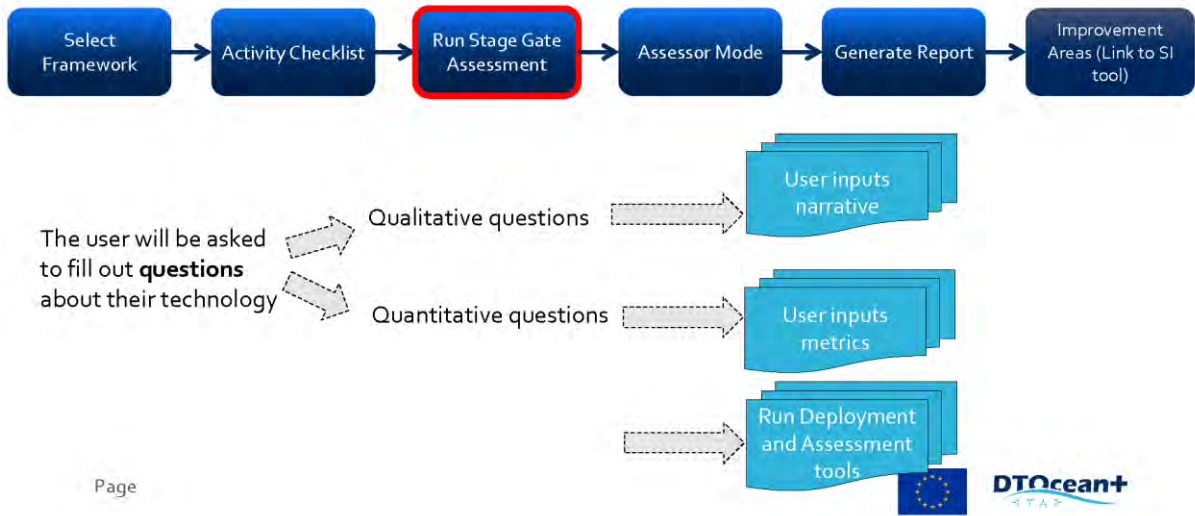 Select
Framework
Activity Checklist
Run Stage Gate
Assessment
Assessor Mode
Generate Report
Improvement
Areas (Link to SI
tool)
The user will be asked
to fill out questions
about their technology
Qualitative questions
Quantitative questions
User inputs
narrative
User inputs
metrics
Run Deployment
and Assessment
tools
Page
DTOcean+